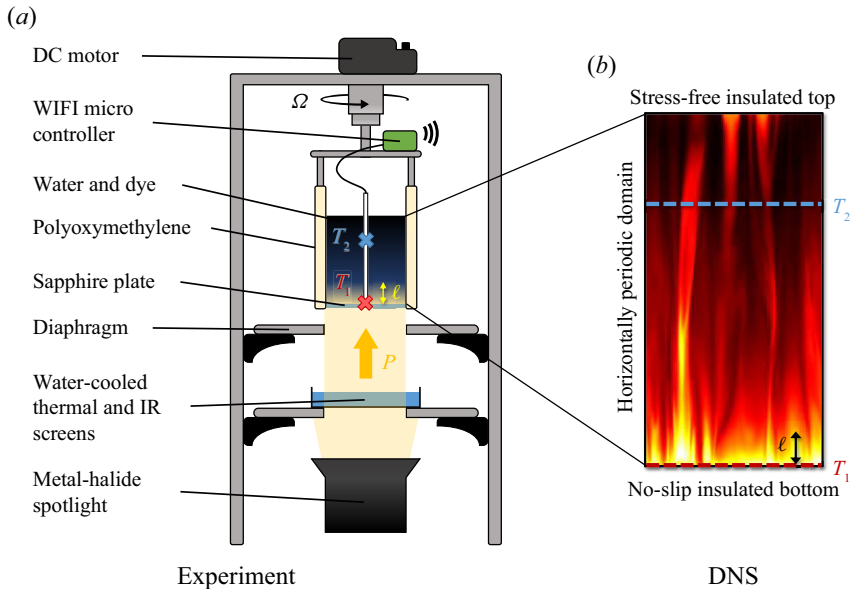 (a)
DC motor
Ω
WIFI micro
controller
Water and dye
Polyoxymethylene
T2
Sapphire plate
T1
ℓ
Diaphragm
P
Water-cooled
thermal and IR
screens
Metal-halide
spotlight
Experiment
(b)
Stress-free insulated top
T2
Horizontally periodic domain
ℓ
T1
No-slip insulated bottom
DNS